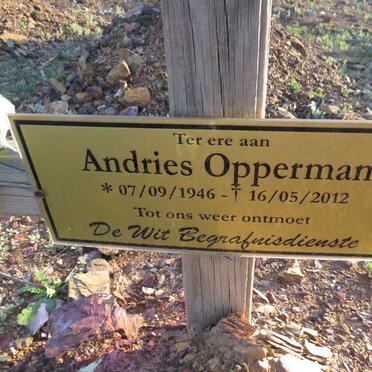 Ter ere aan
Andries Opperman
* 07/09/1946 - † 16/05/2012
Tot ons weer ontmoet
De Wit Begrafnisdienste